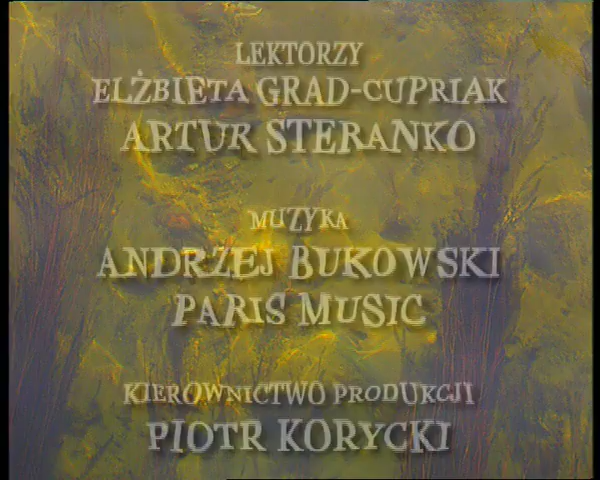 LEKTORZY
ELŻBIETA GRAD-CUPRIAK
ARTUR STERANKO
MUZYKA
ANDRZEJ BUKOWSKI
PARIS MUSIC
KIEROWNICTWO PRODUKCJI
PIOTR KORYCKI